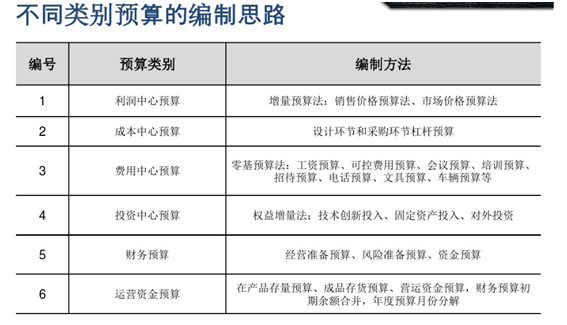 不同类别预算的编制思路
编号 预算类别 编制方法
1 利润中心预算 增量预算法：销售价格预算法、市场价格预算法
2 成本中心预算 设计环节和采购环节杠杆预算
3 费用中心预算 零基预算法：工资预算、可控费用预算、会议预算、培训预算、
招待预算、电话预算、文具预算、车辆预算等
4 投资中心预算 权益增量法：技术创新投入、固定资产投入、对外投资
5 财务预算 经营准备预算、风险准备预算、资金预算
6 运营资金预算 在产品存量预算、成品存货预算、营运资金预算，财务预算初
期余额合并，年度预算月份分解